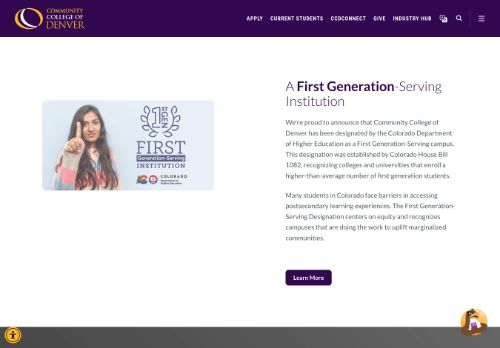 COMMUNITY
COLLEGE OF
DENVER
APPLY CURRENT STUDENTS CCDCONNECT GIVE INDUSTRY HUB
A First Generation-Serving
Institution
We're proud to announce that Community College of
Denver has been designated by the Colorado Department
of Higher Education as a First Generation-Serving campus.
This designation was established by Colorado House Bill
1082, recognizing colleges and universities that enroll a
higher-than-average number of first generation students.
Many students in Colorado face barriers in accessing
postsecondary learning experiences. The First Generation-
Serving Designation centers on equity and recognizes
campuses that are doing the work to uplift marginalized
communities.
Learn More
1ST GEN
FIRST
Generation-Serving
INSTITUTION
COLORADO